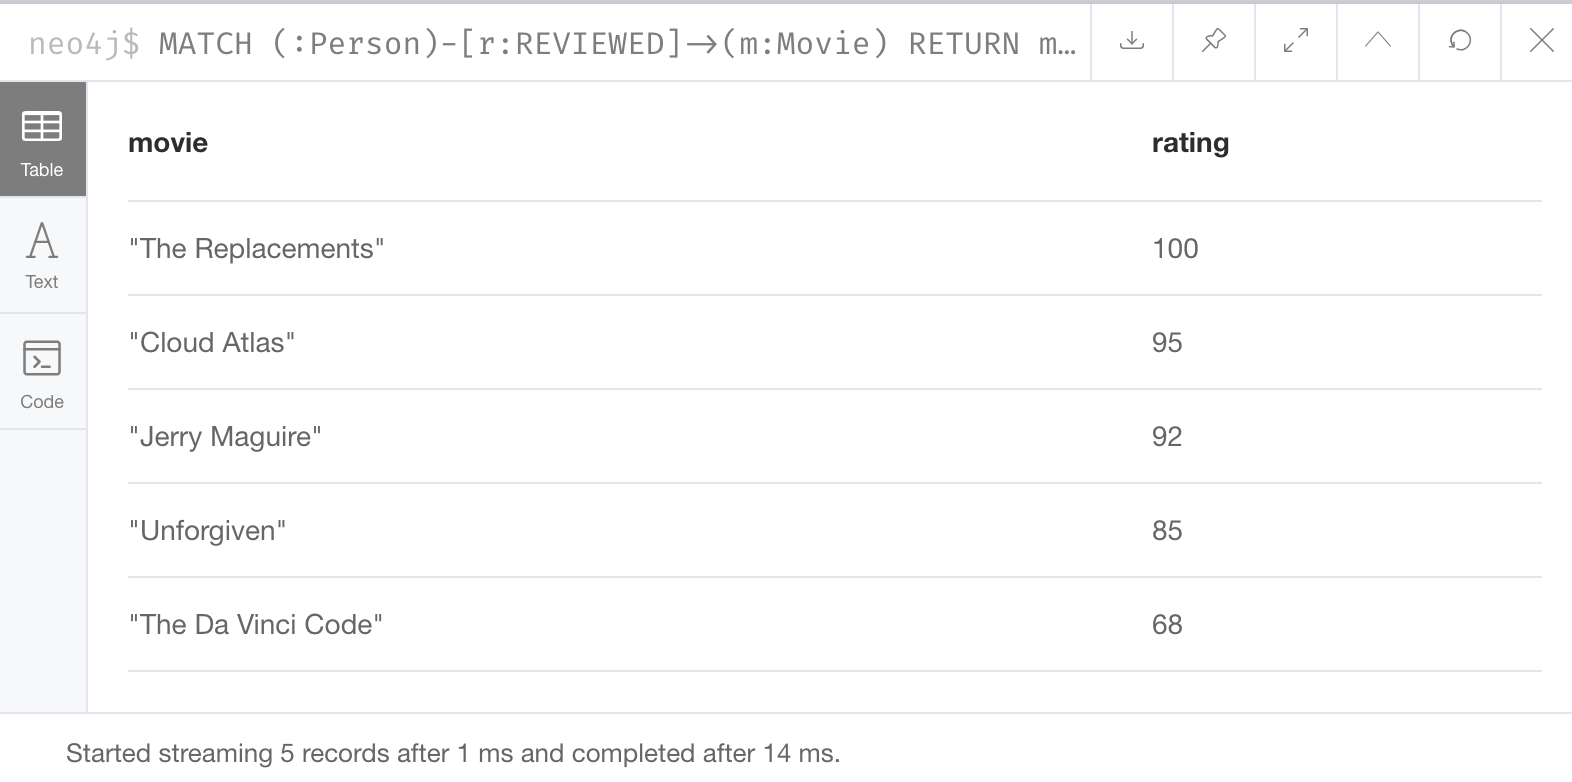 neo4j$ MATCH (:Person)-[r:REVIEWED]→(m:Movie) RETURN m…
Table
Text
Code
movie rating
"The Replacements" 100
"Cloud Atlas" 95
"Jerry Maguire" 92
"Unforgiven" 85
"The Da Vinci Code" 68
Started streaming 5 records after 1 ms and completed after 14 ms.